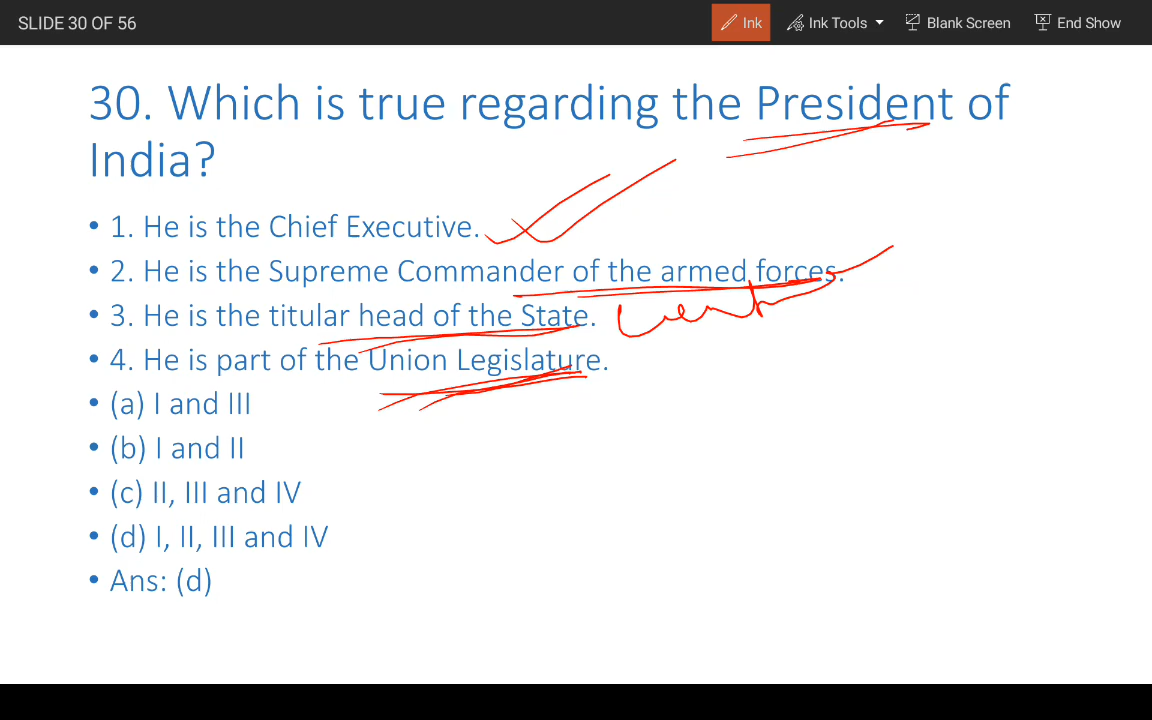 SLIDE 30 OF 56
Ink
Ink Tools
Blank Screen
End Show
30. Which is true regarding the President of
India?
• 1. He is the Chief Executive.
• 2. He is the Supreme Commander of the armed forces.
• 3. He is the titular head of the State.
• 4. He is part of the Union Legislature.
• (a) I and III
• (b) I and II
• (c) II, III and IV
• (d) I, II, III and IV
• Ans: (d)